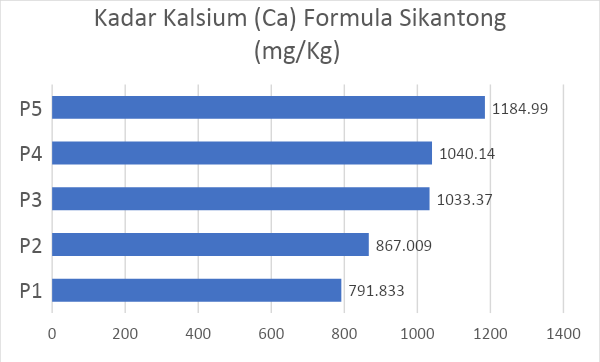 Kadar Kalsium (Ca) Formula Sikantong
(mg/Kg)
P5 1184.99
P4 1040.14
P3 1033.37
P2 867.009
P1 791.833
0 200 400 600 800 1000 1200 1400